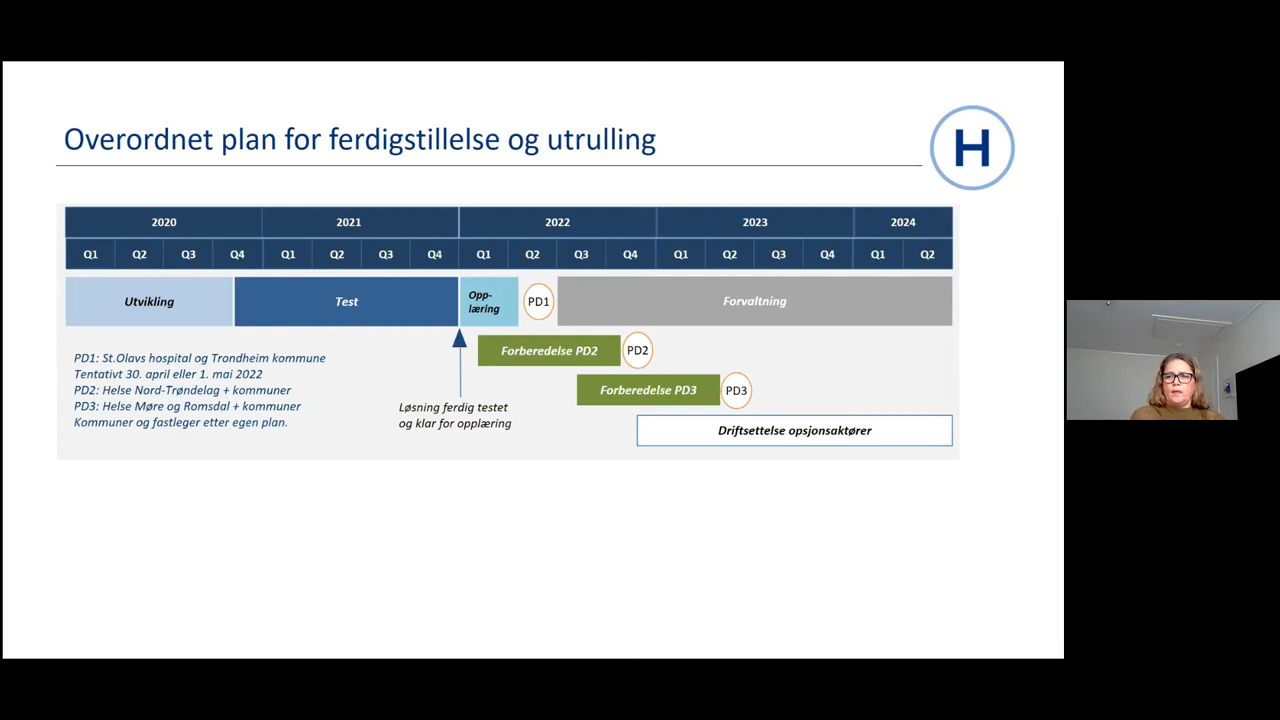 Overordnet plan for ferdigstillelse og utrulling
H
2020 2021 2022 2023 2024
Q1 Q2 Q3 Q4 Q1 Q2 Q3 Q4 Q1 Q2 Q3 Q4 Q1 Q2 Q3 Q4 Q1 Q2
Utvikling
Test
Opp-
læring
PD1
Forvaltning
Forberedelse PD2
PD2
Forberedelse PD3
PD3
Driftsettelse opsjonsaktører
PD1: St.Olavs hospital og Trondheim kommune
Tentativt 30. april eller 1. mai 2022
PD2: Helse Nord-Trøndelag + kommuner
PD3: Helse Møre og Romsdal + kommuner
Kommuner og fastleger etter egen plan.
Løsning ferdig testet
og klar for opplæring